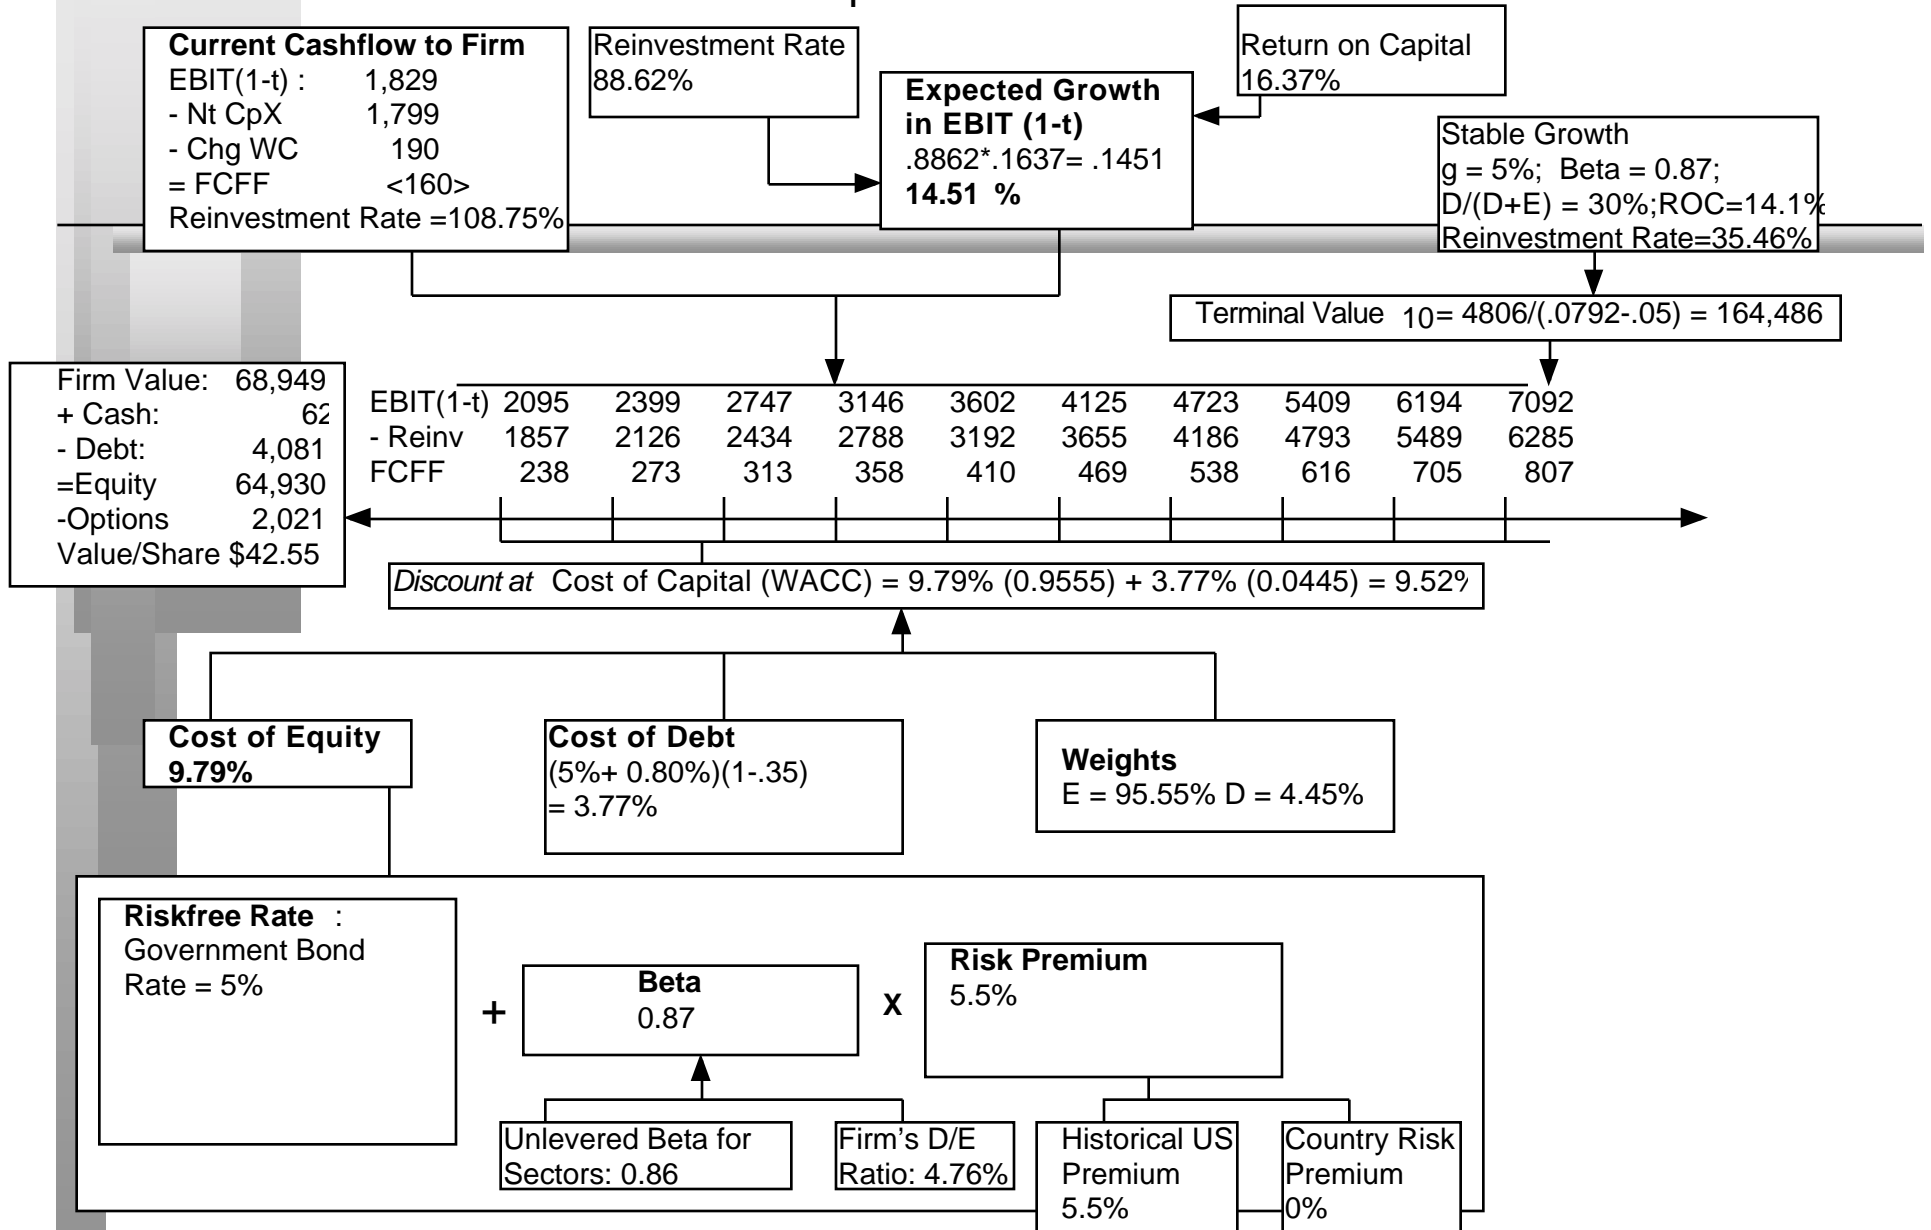 Current Cashflow to Firm
EBIT(1-t) : 1,829
- Nt CpX 1,799
- Chg WC 190
= FCFF <160>
Reinvestment Rate =108.75%
Reinvestment Rate
88.62%
Expected Growth
in EBIT (1-t)
.8862*.1637= .1451
14.51 %
Return on Capital
16.37%
Stable Growth
g = 5%; Beta = 0.87;
D/(D+E) = 30%;ROC=14.1%
Reinvestment Rate=35.46%
Terminal Value 10= 4806/(.0792-.05) = 164,486
Firm Value: 68,949
+ Cash: 62
- Debt: 4,081
=Equity 64,930
-Options 2,021
Value/Share $42.55
EBIT(1-t) 2095 2399 2747 3146 3602 4125 4723 5409 6194 7092
- Reinv 1857 2126 2434 2788 3192 3655 4186 4793 5489 6285
FCFF 238 273 313 358 410 469 538 616 705 807
Discount at Cost of Capital (WACC) = 9.79% (0.9555) + 3.77% (0.0445) = 9.52%
Cost of Equity
9.79%
Cost of Debt
(5%+ 0.80%)(1-.35)
= 3.77%
Weights
E = 95.55% D = 4.45%
Riskfree Rate :
Government Bond
Rate = 5%
+
Beta
0.87
X
Risk Premium
5.5%
Unlevered Beta for
Sectors: 0.86
Firm’s D/E
Ratio: 4.76%
Historical US
Premium
5.5%
Country Risk
Premium
0%